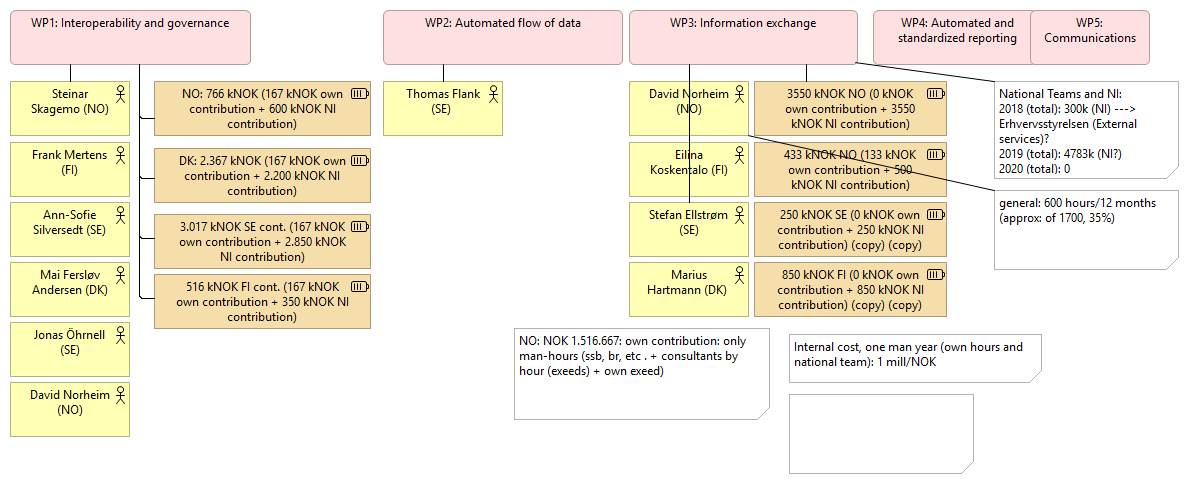 WP1: Interoperability and governance
WP2: Automated flow of data
WP3: Information exchange
WP4: Automated and
standardized reporting
WP5:
Communications
Steinar
Skagemo (NO)
Frank Mertens
(FI)
Ann-Sofie
Silversedt (SE)
Mai Fersløv
Andersen (DK)
Jonas Öhrnell
(SE)
David Norheim
(NO)
NO: 766 kNOK (167 kNOK own
contribution + 600 kNOK NI
contribution)
DK: 2.367 kNOK (167 kNOK own
contribution + 2.200 kNOK NI
contribution)
3.017 kNOK SE cont. (167 kNOK
own contribution + 2.850 kNOK
NI contribution)
516 kNOK FI cont. (167 kNOK
own contribution + 350 kNOK NI
contribution)
Thomas Flank
(SE)
David Norheim
(NO)
Eilina
Koskentalo (FI)
Stefan Ellstrøm
(SE)
Marius
Hartmann (DK)
3550 kNOK NO (0 kNOK
own contribution + 3550
kNOK NI contribution)
433 kNOK NO (133 kNOK
own contribution + 500
kNOK NI contribution)
250 kNOK SE (0 kNOK own
contribution + 250 kNOK NI
contribution) (copy) (copy)
850 kNOK FI (0 kNOK own
contribution + 850 kNOK NI
contribution) (copy) (copy)
National Teams and NI:
2018 (total): 300k (NI) --->
Erhvervsstyrelsen (External
services)?
2019 (total): 4783k (NI?)
2020 (total): 0
general: 600 hours/12 months
(approx: of 1700, 35%)
NO: NOK 1.516.667: own contribution: only
man-hours (ssb, br, etc . + consultants by
hour (exeeds) + own exeed)
Internal cost, one man year (own hours and
national team): 1 mill/NOK